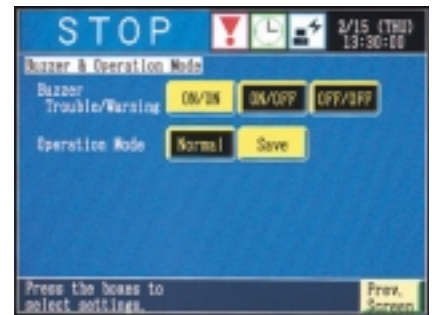 STOP
2/15 (THU)
13:30:00
Buzzer & Operation Mode
Buzzer
Trouble/Warning
ON/ON ON/OFF OFF/OFF
Operation Mode Normal Save
Press the boxes to
select settings.
Prev.
Screen